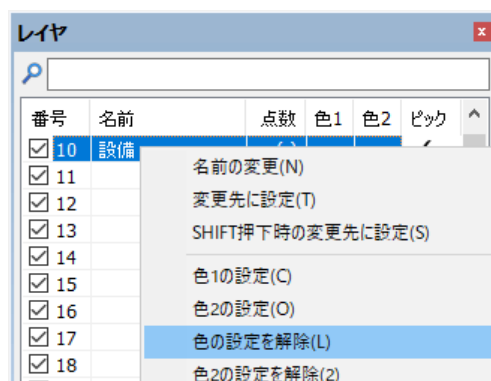 レイヤ
番号 名前 点数 色1 色2 ピック
10 設備
11
12
13
14
15
16
17
18
名前の変更(N)
変更先に設定(T)
SHIFT押下時の変更先に設定(S)
色1の設定(C)
色2の設定(O)
色の設定を解除(L)
色2の設定を解除(2)